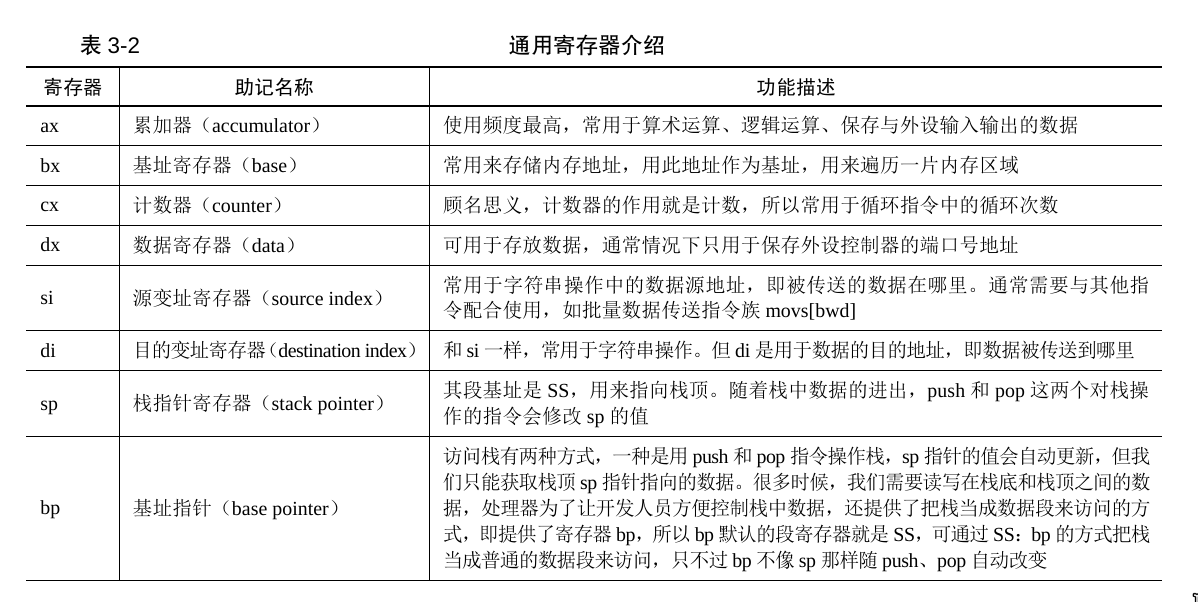 表 3-2 通用寄存器介绍
寄存器 助记名称 功能描述
ax 累加器（accumulator） 使用频度最高，常用于算术运算、逻辑运算、保存与外设输入输出的数据
bx 基址寄存器（base） 常用来存储内存地址，用此地址作为基址，用来遍历一片内存区域
cx 计数器（counter） 顾名思义，计数器的作用就是计数，所以常用于循环指令中的循环次数
dx 数据寄存器（data） 可用于存放数据，通常情况下只用于保存外设控制器的端口号地址
si 源变址寄存器（source index） 常用于字符串操作中的数据源地址，即被传送的数据在哪里。通常需要与其他指
令配合使用，如批量数据传送指令族 movs[bwd]
di 目的变址寄存器（destination index） 和 si 一样，常用于字符串操作。但 di 是用于数据的目的地址，即数据被传送到哪里
sp 栈指针寄存器（stack pointer） 其段基址是 SS，用来指向栈顶。随着栈中数据的进出，push 和 pop 这两个对栈操
作的指令会修改 sp 的值
bp 基址指针（base pointer） 访问栈有两种方式，一种是用 push 和 pop 指令操作栈，sp 指针的值会自动更新，但我
们只能获取栈顶 sp 指针指向的数据。很多时候，我们需要读写在栈底和栈顶之间的数
据，处理器为了让开发人员方便控制栈中数据，还提供了把栈当成数据段来访问的方
式，即提供了寄存器 bp，所以 bp 默认的段寄存器就是 SS，可通过 SS：bp 的方式把栈
当成普通的数据段来访问，只不过 bp 不像 sp 那样随 push、pop 自动改变